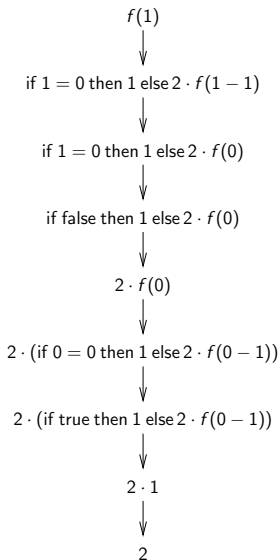 f(1)
if 1 = 0 then 1 else 2 · f(1 − 1)
if 1 = 0 then 1 else 2 · f(0)
if false then 1 else 2 · f(0)
2 · f(0)
2 · (if 0 = 0 then 1 else 2 · f(0 − 1))
2 · (if true then 1 else 2 · f(0 − 1))
2 · 1
2